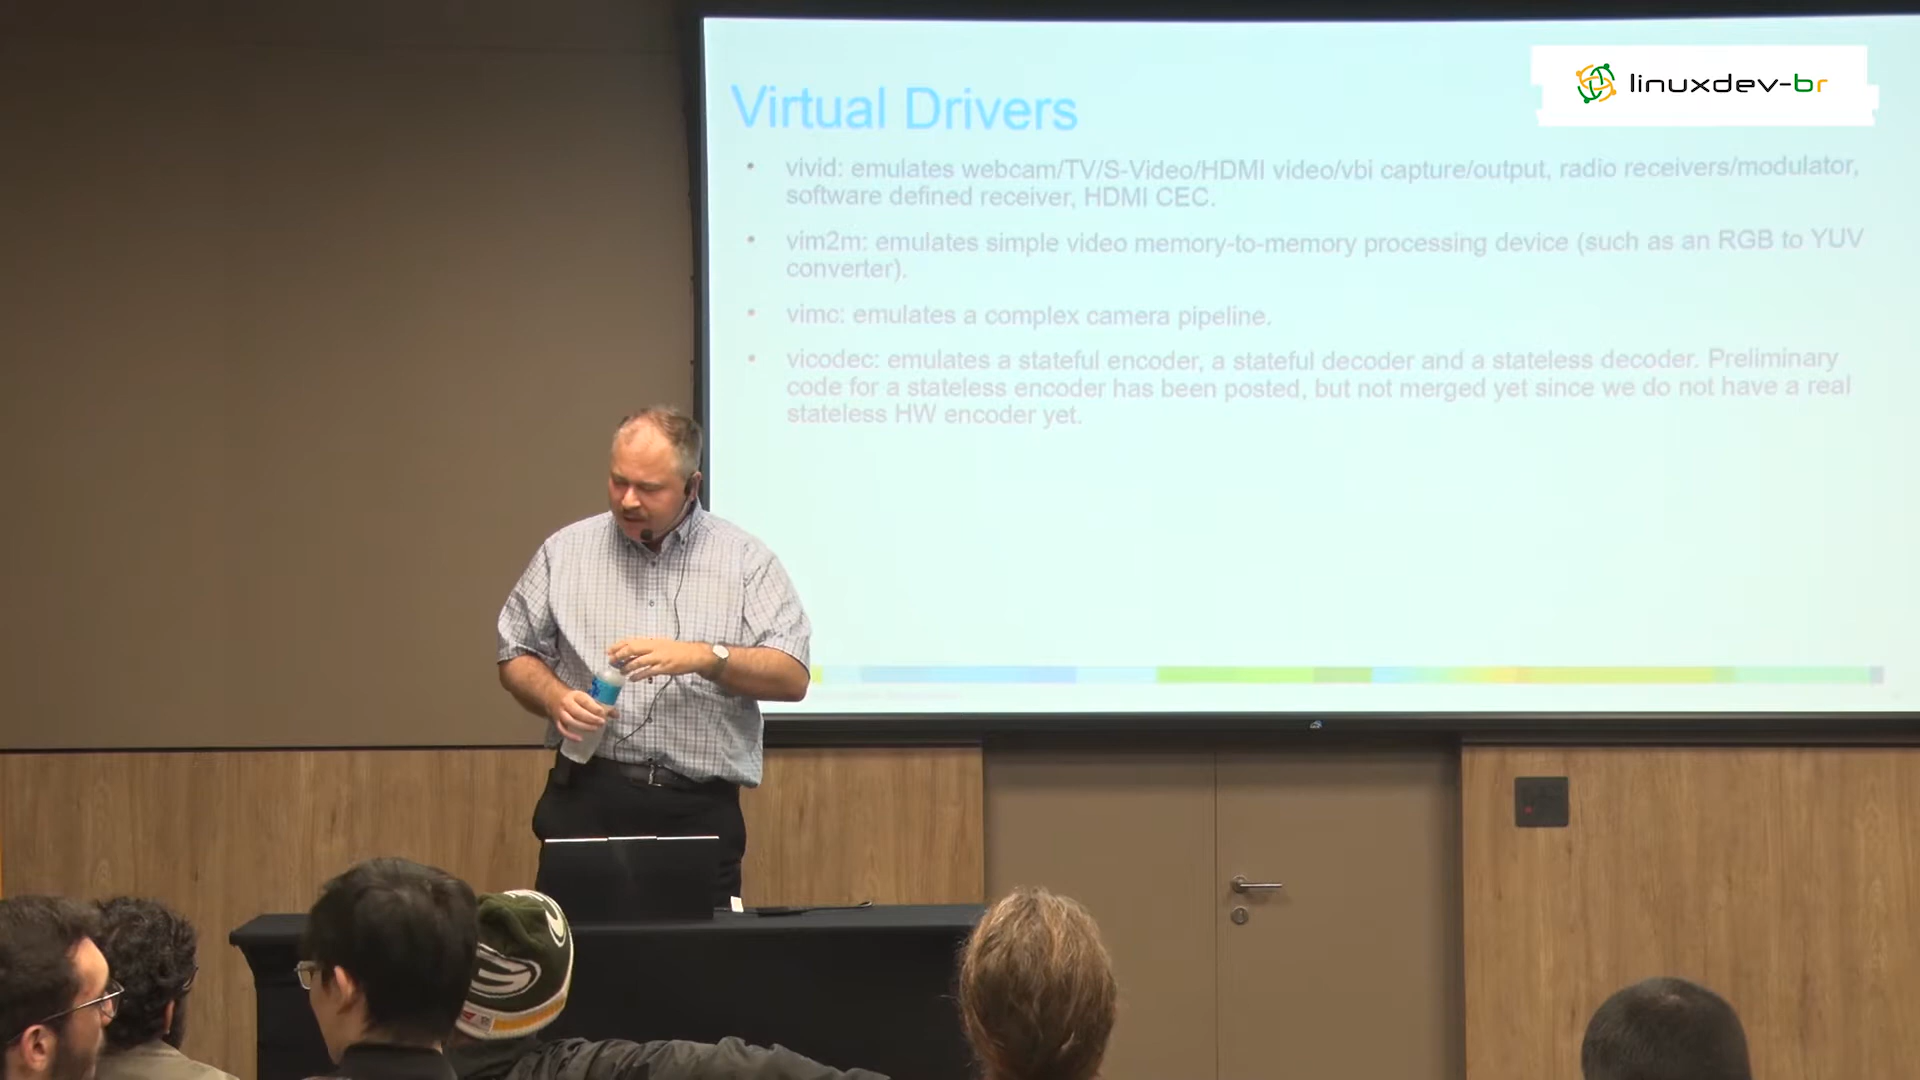 linuxdev-br
Virtual Drivers
• vivid: emulates webcam/TV/S-Video/HDMI video/vbi capture/output, radio receivers/modulator,
software defined receiver, HDMI CEC.
• vim2m: emulates simple video memory-to-memory processing device (such as an RGB to YUV
converter).
• vimc: emulates a complex camera pipeline.
• vicodec: emulates a stateful encoder, a stateful decoder and a stateless decoder. Preliminary
code for a stateless encoder has been posted, but not merged yet since we do not have a real
stateless HW encoder yet.
G